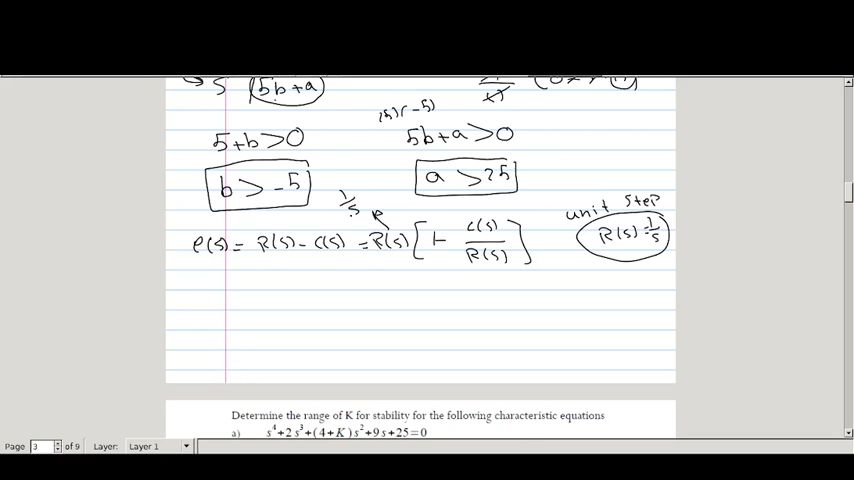 5 (5b+a)
(5)(-5)
5+b>0 5b+a>0
b > -5 a >25
1/s R unit step
e(s)= R(s) - C(s) = R(s) [ 1- C(s)/R(s) ] R(s)=1/s
Determine the range of K for stability for the following characteristic equations
a) s⁴+2s³+(4+K)s²+9s+25=0
Page 3 of 9 Layer: Layer 1